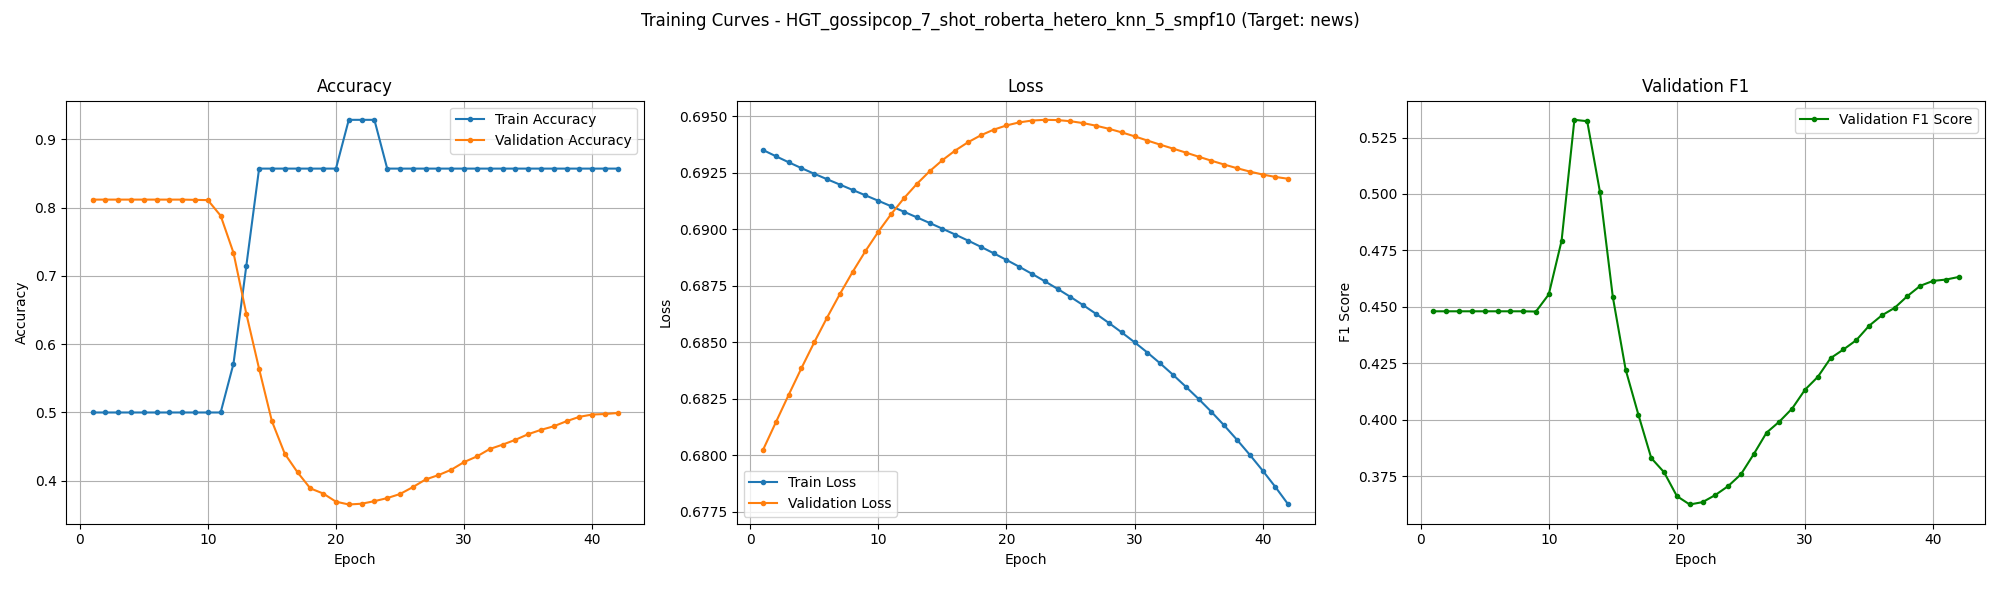 Training Curves - HGT_gossipcop_7_shot_roberta_hetero_knn_5_smpf10 (Target: news)
Accuracy
Train Accuracy
Validation Accuracy
Accuracy
0.9
0.8
0.7
0.6
0.5
0.4
0 10 20 30 40
Epoch
Loss
Train Loss
Validation Loss
Loss
0.6950
0.6925
0.6900
0.6875
0.6850
0.6825
0.6800
0.6775
0 10 20 30 40
Epoch
Validation F1
Validation F1 Score
F1 Score
0.525
0.500
0.475
0.450
0.425
0.400
0.375
0 10 20 30 40
Epoch